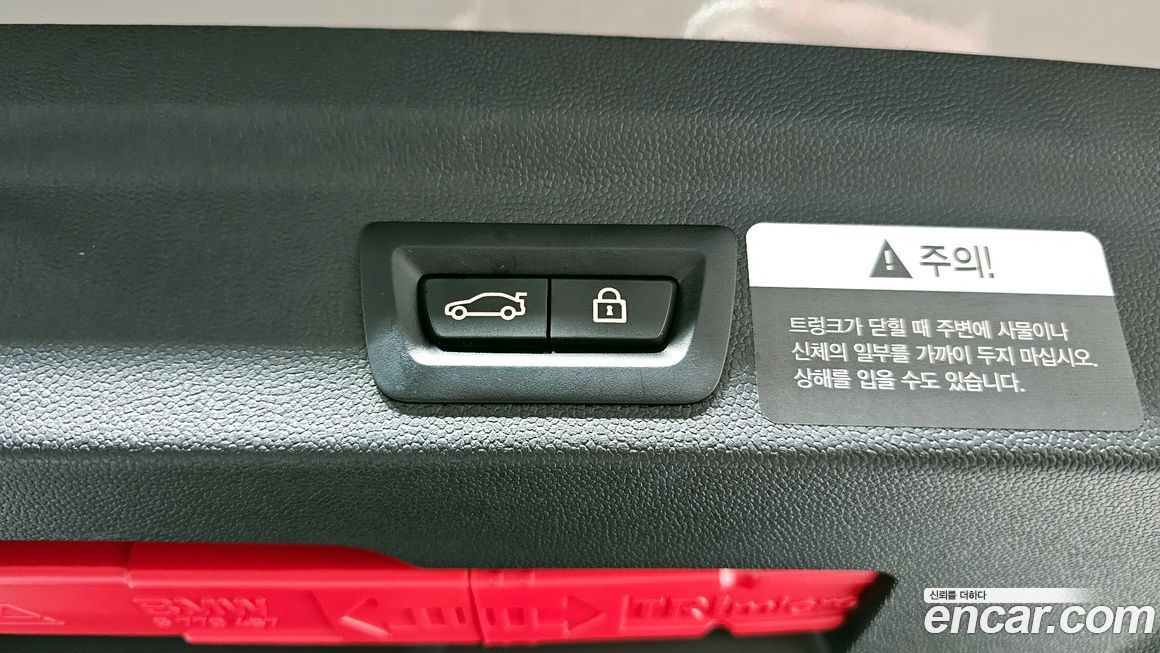 주의!
트렁크가 닫힐 때 주변에 사물이나
신체의 일부를 가까이 두지 마십시오.
상해를 입을 수도 있습니다.
BMW
신뢰를 더하다
encar.com